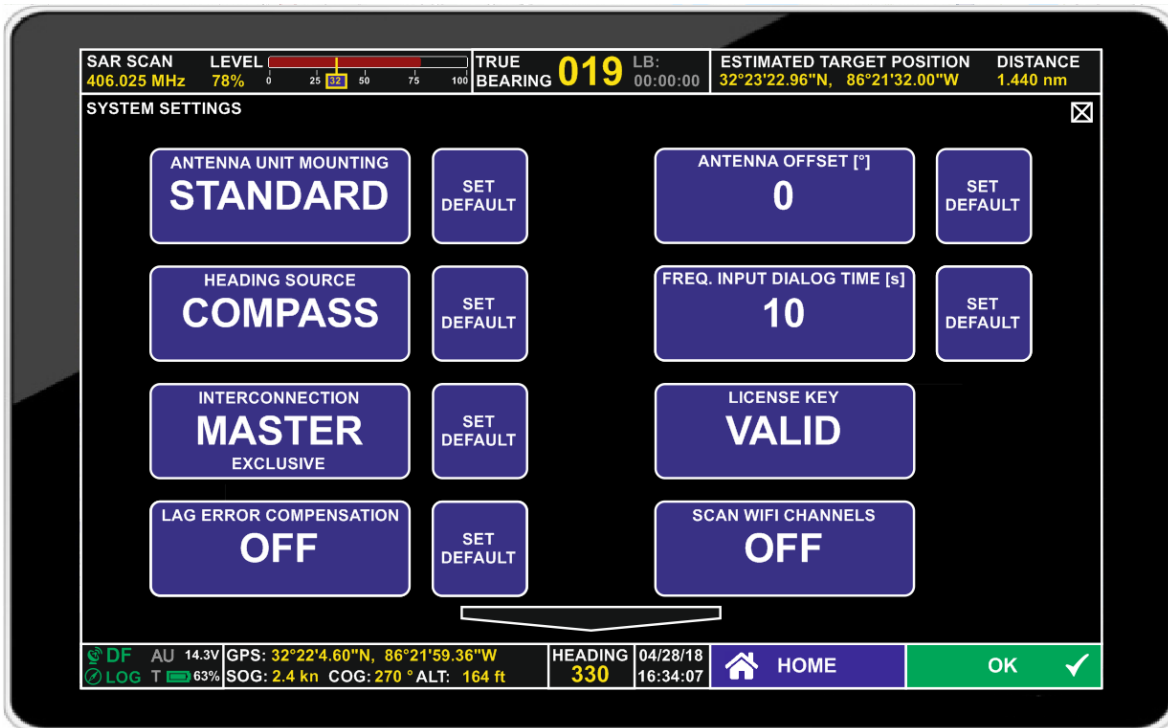 SAR SCAN LEVEL
406.025 MHz 78% 0 25 32 50 75 100
TRUE
BEARING 019
LB:
00:00:00
ESTIMATED TARGET POSITION DISTANCE
32°23'22.96"N, 86°21'32.00"W 1.440 nm
SYSTEM SETTINGS
ANTENNA UNIT MOUNTING
STANDARD
SET
DEFAULT
ANTENNA OFFSET [°]
0
SET
DEFAULT
HEADING SOURCE
COMPASS
SET
DEFAULT
FREQ. INPUT DIALOG TIME [s]
10
SET
DEFAULT
INTERCONNECTION
MASTER
EXCLUSIVE
SET
DEFAULT
LICENSE KEY
VALID
LAG ERROR COMPENSATION
OFF
SET
DEFAULT
SCAN WIFI CHANNELS
OFF
DF AU 14.3V
LOG T 63%
GPS: 32°22'4.60"N, 86°21'59.36"W
SOG: 2.4 kn COG: 270 ° ALT: 164 ft
HEADING
330
04/28/18
16:34:07
HOME
OK